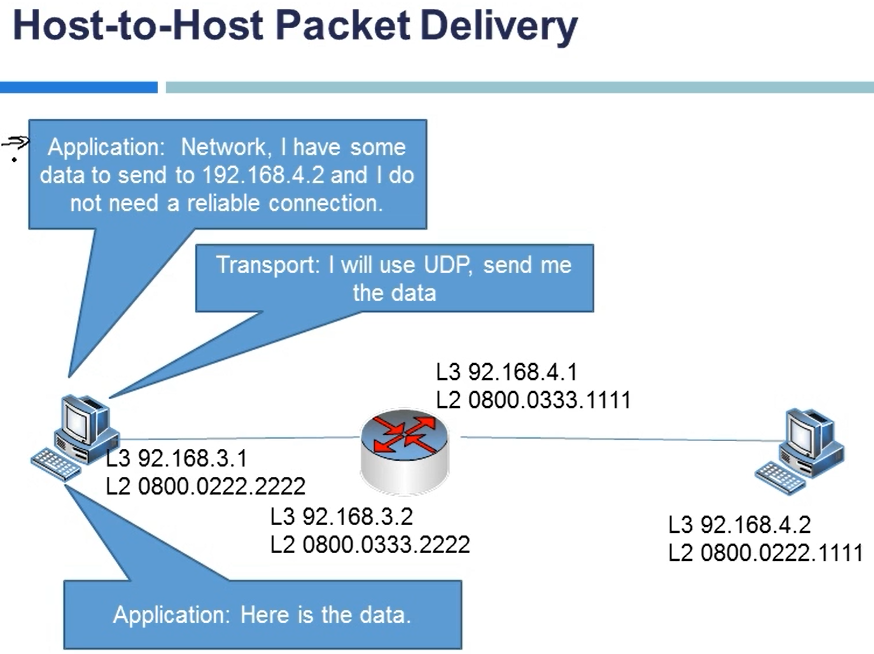 Host-to-Host Packet Delivery
Application: Network, I have some
data to send to 192.168.4.2 and I do
not need a reliable connection.
Transport: I will use UDP, send me
the data
L3 92.168.4.1
L2 0800.0333.1111
L3 92.168.3.1
L2 0800.0222.2222
L3 92.168.3.2
L2 0800.0333.2222
L3 92.168.4.2
L2 0800.0222.1111
Application: Here is the data.